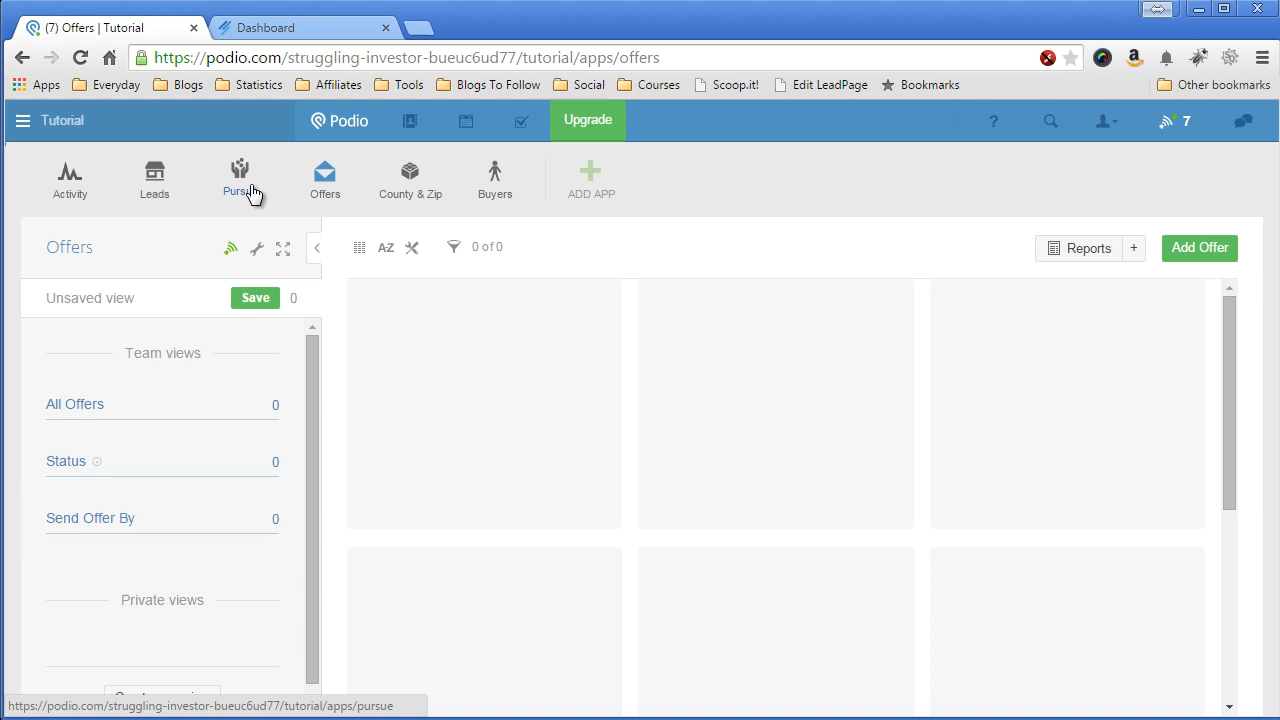 (7) Offers | Tutorial
Dashboard
https://podio.com/struggling-investor-bueuc6ud77/tutorial/apps/offers
Apps Everyday Blogs Statistics Affiliates Tools Blogs To Follow Social Courses Scoop.it! Edit LeadPage Bookmarks Other bookmarks
Tutorial Podio Upgrade ? 7
Activity Leads Offers County & Zip Buyers ADD APP
Offers A-Z 0 of 0 Reports + Add Offer
Unsaved view Save 0
Team views
All Offers 0
Status 0
Send Offer By 0
Private views
https://podio.com/struggling-investor-bueuc6ud77/tutorial/apps/pursue